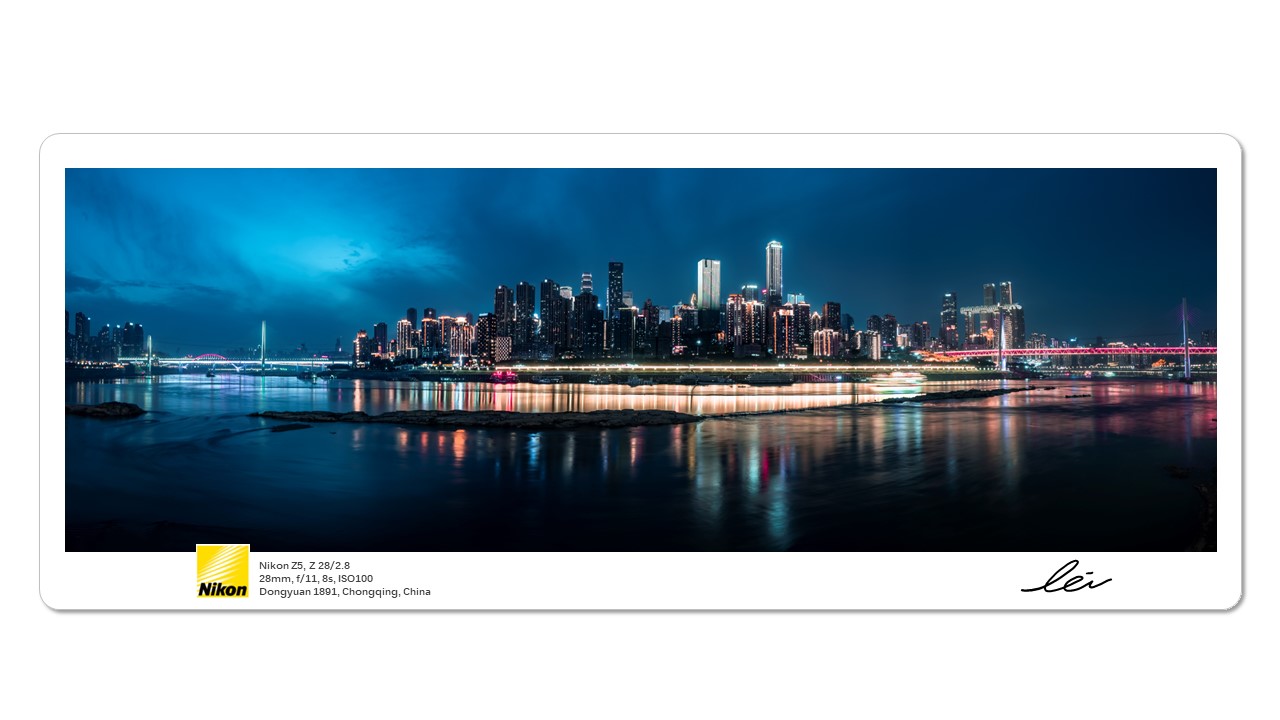 Nikon Z5, Z 28/2.8
28mm, f/11, 8s, ISO100
Nikon
Dongyuan 1891, Chongqing, China
lei